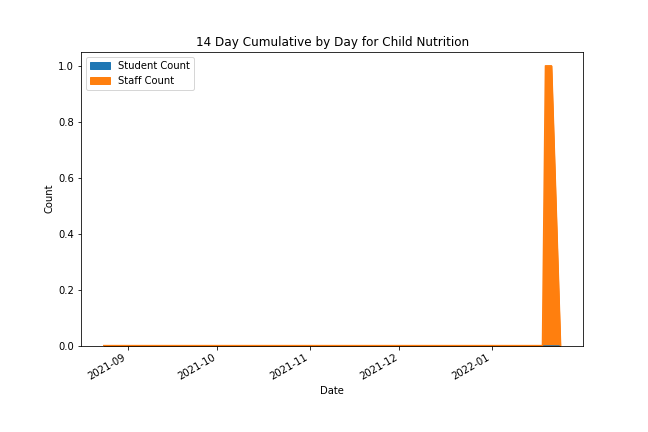 14 Day Cumulative by Day for Child Nutrition
Student Count
Staff Count
1.0
0.8
0.6
0.4
0.2
0.0
Count
2021-09
2021-10
2021-11
2021-12
2022-01
Date